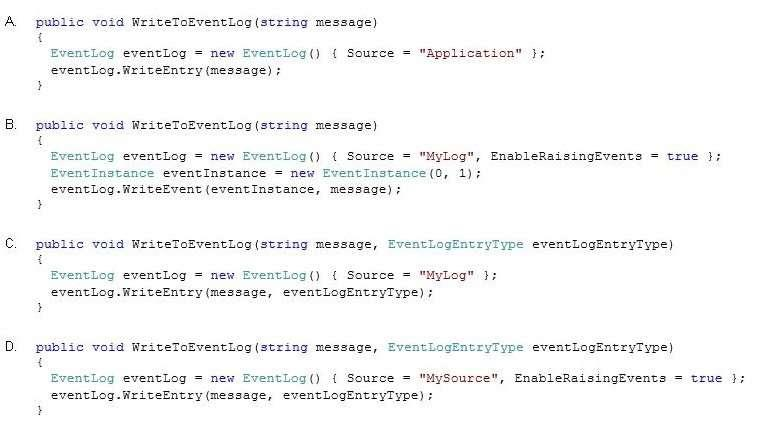 A. public void WriteToEventLog(string message)
{
EventLog eventLog = new EventLog() { Source = "Application" };
eventLog.WriteEntry(message);
}
B. public void WriteToEventLog(string message)
{
EventLog eventLog = new EventLog() { Source = "MyLog", EnableRaisingEvents = true };
EventInstance eventInstance = new EventInstance(0, 1);
eventLog.WriteEvent(eventInstance, message);
}
C. public void WriteToEventLog(string message, EventLogEntryType eventLogEntryType)
{
EventLog eventLog = new EventLog() { Source = "MyLog" };
eventLog.WriteEntry(message, eventLogEntryType);
}
D. public void WriteToEventLog(string message, EventLogEntryType eventLogEntryType)
{
EventLog eventLog = new EventLog() { Source = "MySource", EnableRaisingEvents = true };
eventLog.WriteEntry(message, eventLogEntryType);
}